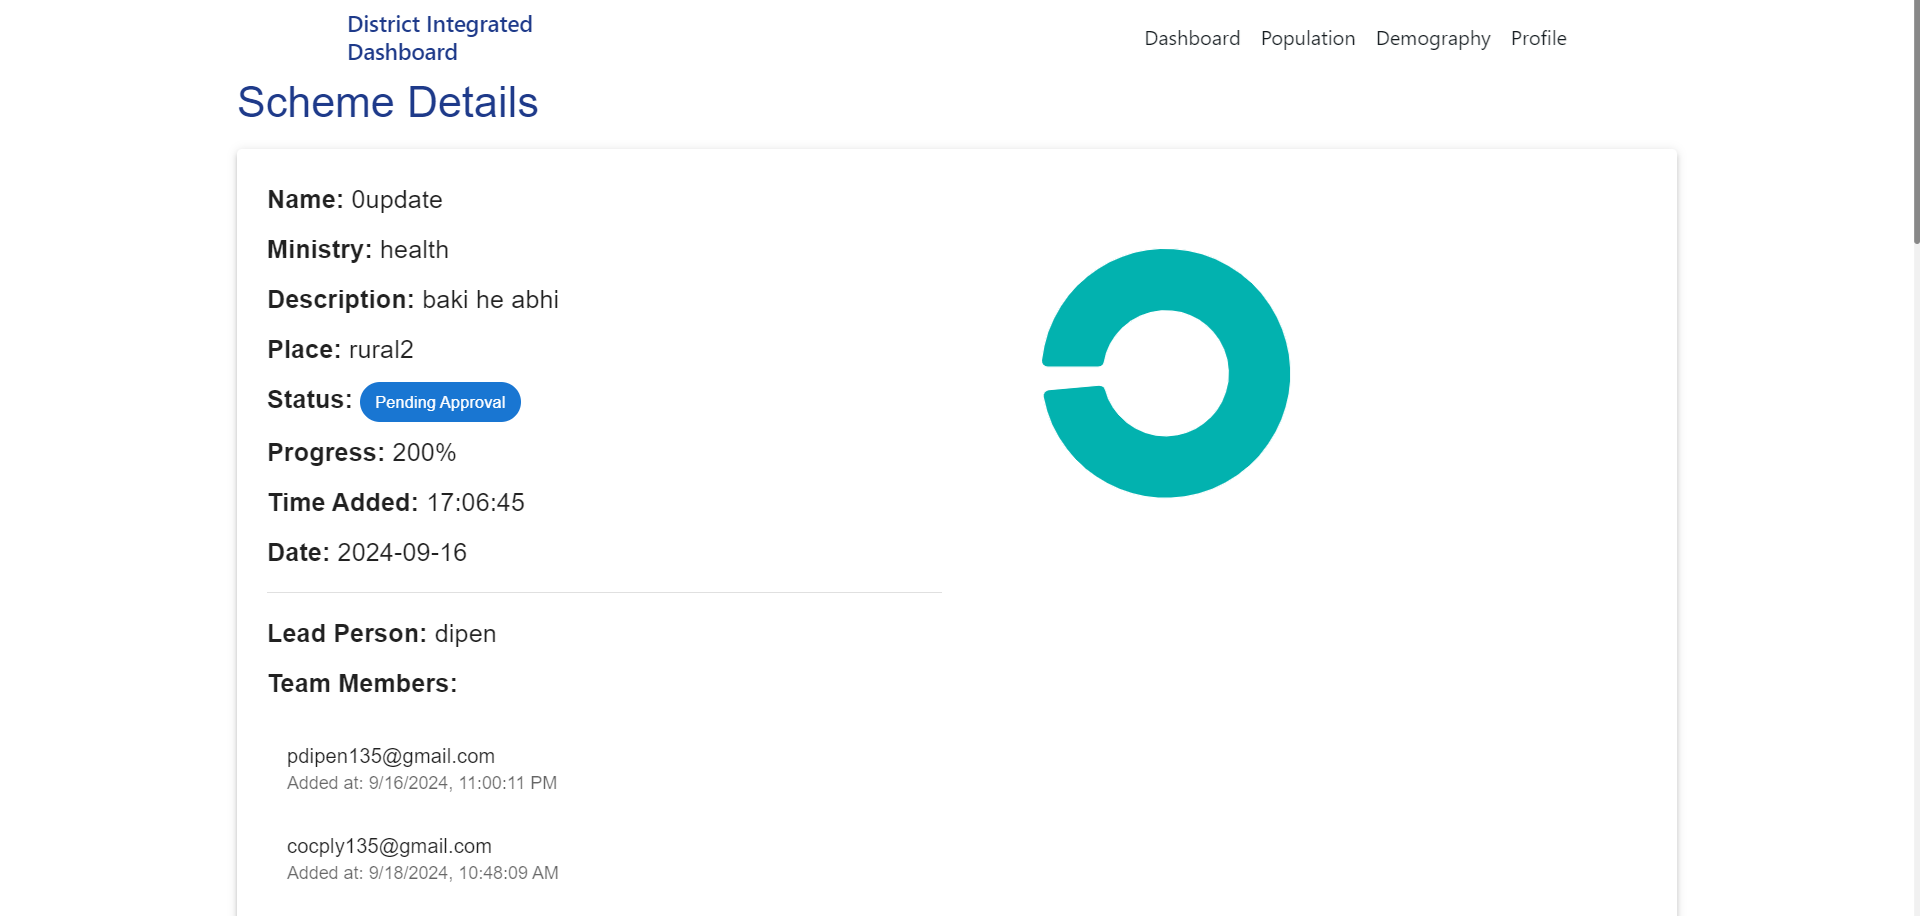 District Integrated
Dashboard
Dashboard Population Demography Profile
Scheme Details
Name: 0update
Ministry: health
Description: baki he abhi
Place: rural2
Status: Pending Approval
Progress: 200%
Time Added: 17:06:45
Date: 2024-09-16
Lead Person: dipen
Team Members:
pdipen135@gmail.com
Added at: 9/16/2024, 11:00:11 PM
cocply135@gmail.com
Added at: 9/18/2024, 10:48:09 AM